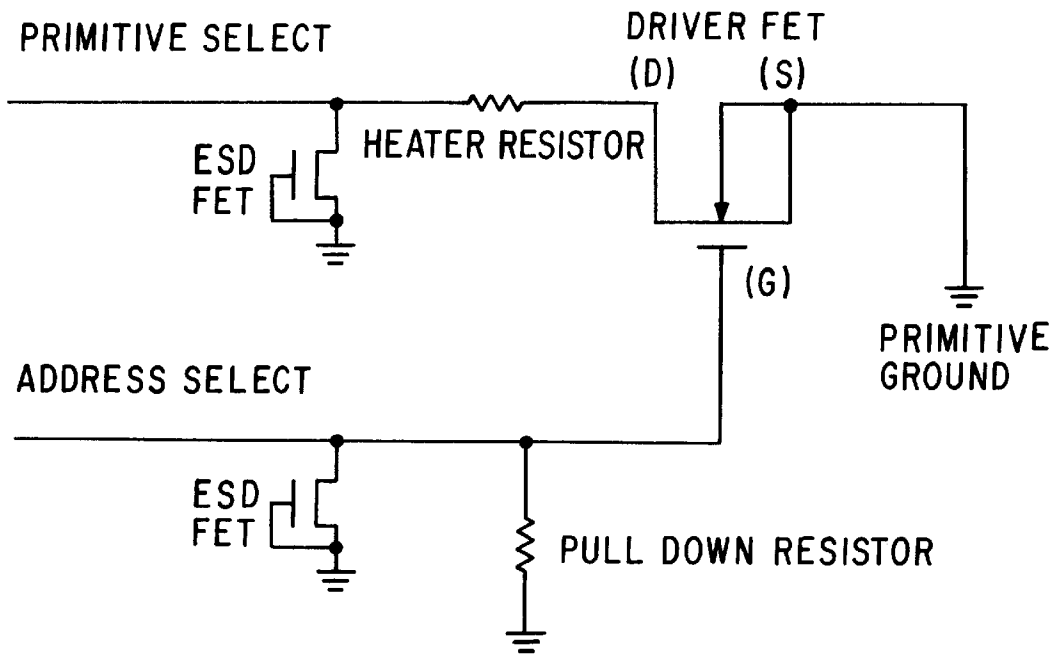 PRIMITIVE SELECT
DRIVER FET
(D)
(S)
ESD
FET
HEATER RESISTOR
(G)
PRIMITIVE
GROUND
ADDRESS SELECT
ESD
FET
PULL DOWN RESISTOR